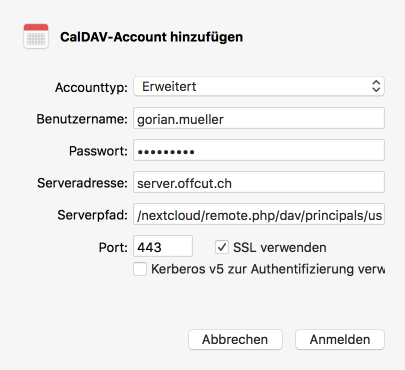 CalDAV-Account hinzufügen
Accounttyp: Erweitert
Benutzername: gorian.mueller
Passwort: •••••••••
Serveradresse: server.offcut.ch
Serverpfad: /nextcloud/remote.php/dav/principals/us
Port: 443 SSL verwenden
Kerberos v5 zur Authentifizierung verw
Abbrechen Anmelden